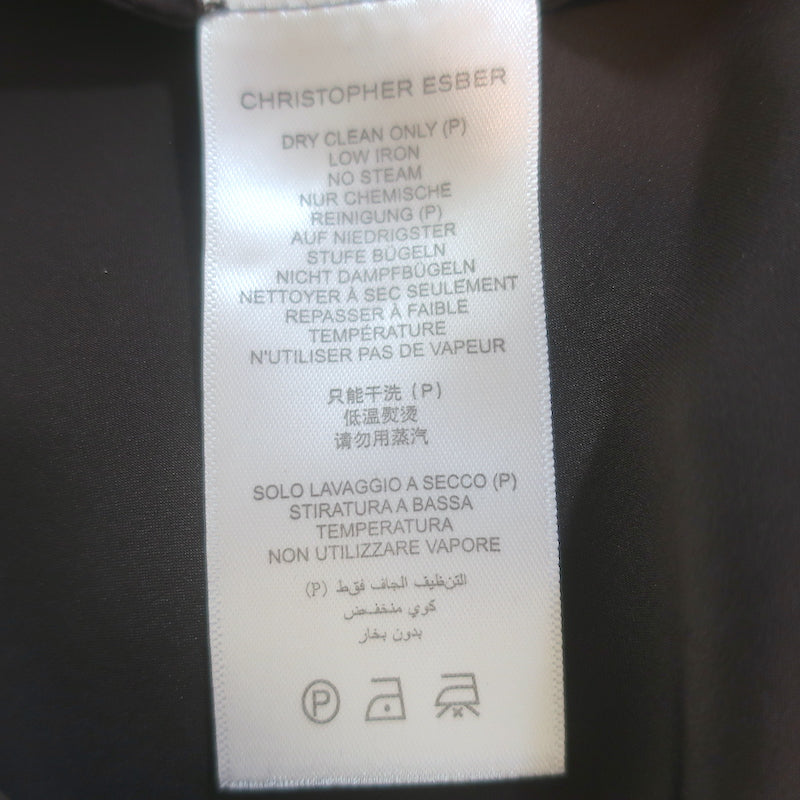 CHRISTOPHER ESBER
DRY CLEAN ONLY (P)
LOW IRON
NO STEAM
NUR CHEMISCHE
REINIGUNG (P)
AUF NIEDRIGSTER
STUFE BÜGELN
NICHT DAMPFBÜGELN
NETTOYER À SEC SEULEMENT
REPASSER À FAIBLE
TEMPÉRATURE
N'UTILISER PAS DE VAPEUR
只能干洗 (P)
低温熨烫
请勿用蒸汽
SOLO LAVAGGIO A SECCO (P)
STIRATURA A BASSA
TEMPERATURA
NON UTILIZZARE VAPORE
التنظيف الجاف فقط (P)
كوي منخفض
بدون بخار
P